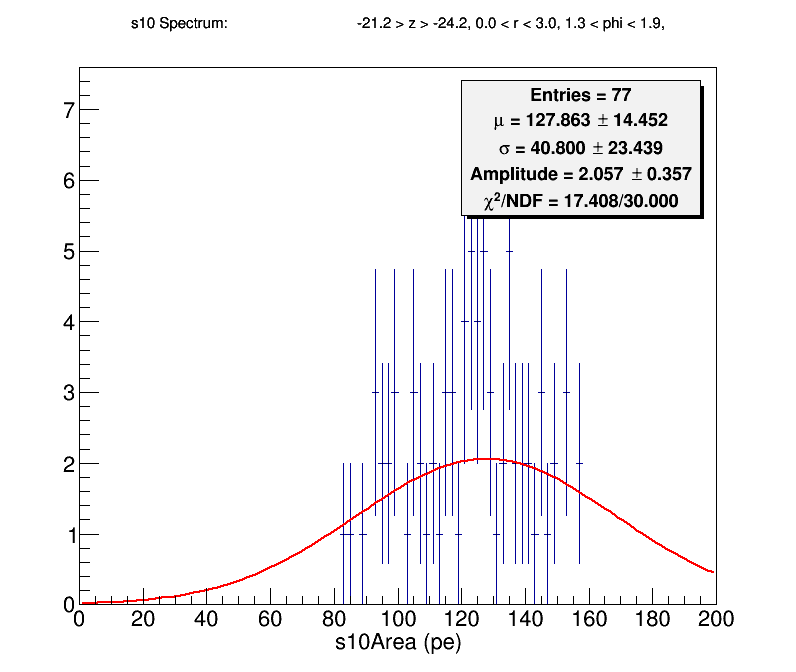 s10 Spectrum: -21.2 > z > -24.2, 0.0 < r < 3.0, 1.3 < phi < 1.9,
Entries = 77
μ = 127.863 ± 14.452
σ = 40.800 ± 23.439
Amplitude = 2.057 ± 0.357
χ²/NDF = 17.408/30.000
7
6
5
4
3
2
1
0
0 20 40 60 80 100 120 140 160 180 200
s10Area (pe)